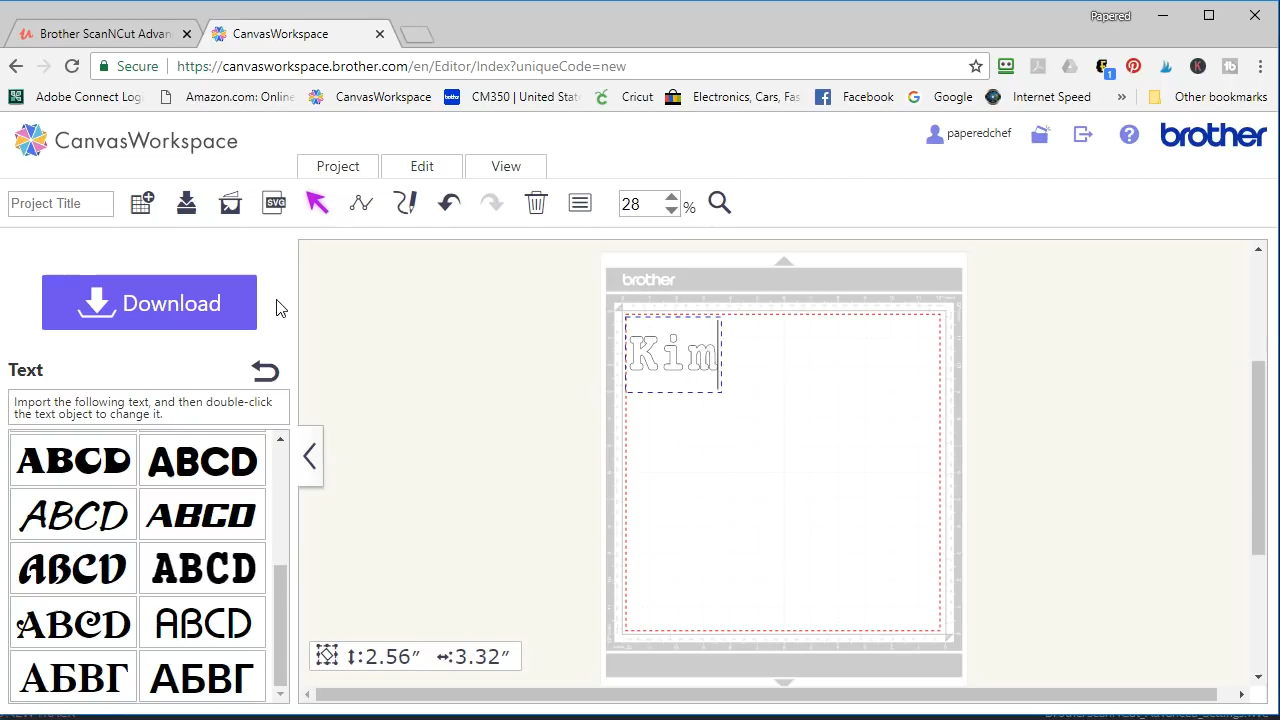 Papered
Brother ScanNCut Advan
CanvasWorkspace
Secure
https://canvasworkspace.brother.com/en/Editor/Index?uniqueCode=new
1
Adobe Connect Log
Amazon.com: Online
CanvasWorkspace
CM350 | United Stat
Cricut
Electronics, Cars, Fas
Facebook
Google
Internet Speed
»
Other bookmarks
CanvasWorkspace
paperedchef
brother
Project
Edit
View
Project Title
SVG
28
%
Download
brother
Text
Import the following text, and then double-click
the text object to change it.
Kim
ABCD ABCD
ABCD ABCD
ABCD ABCD
ABCD ABCD
АБВГ АБВГ
2.56″ 3.32″